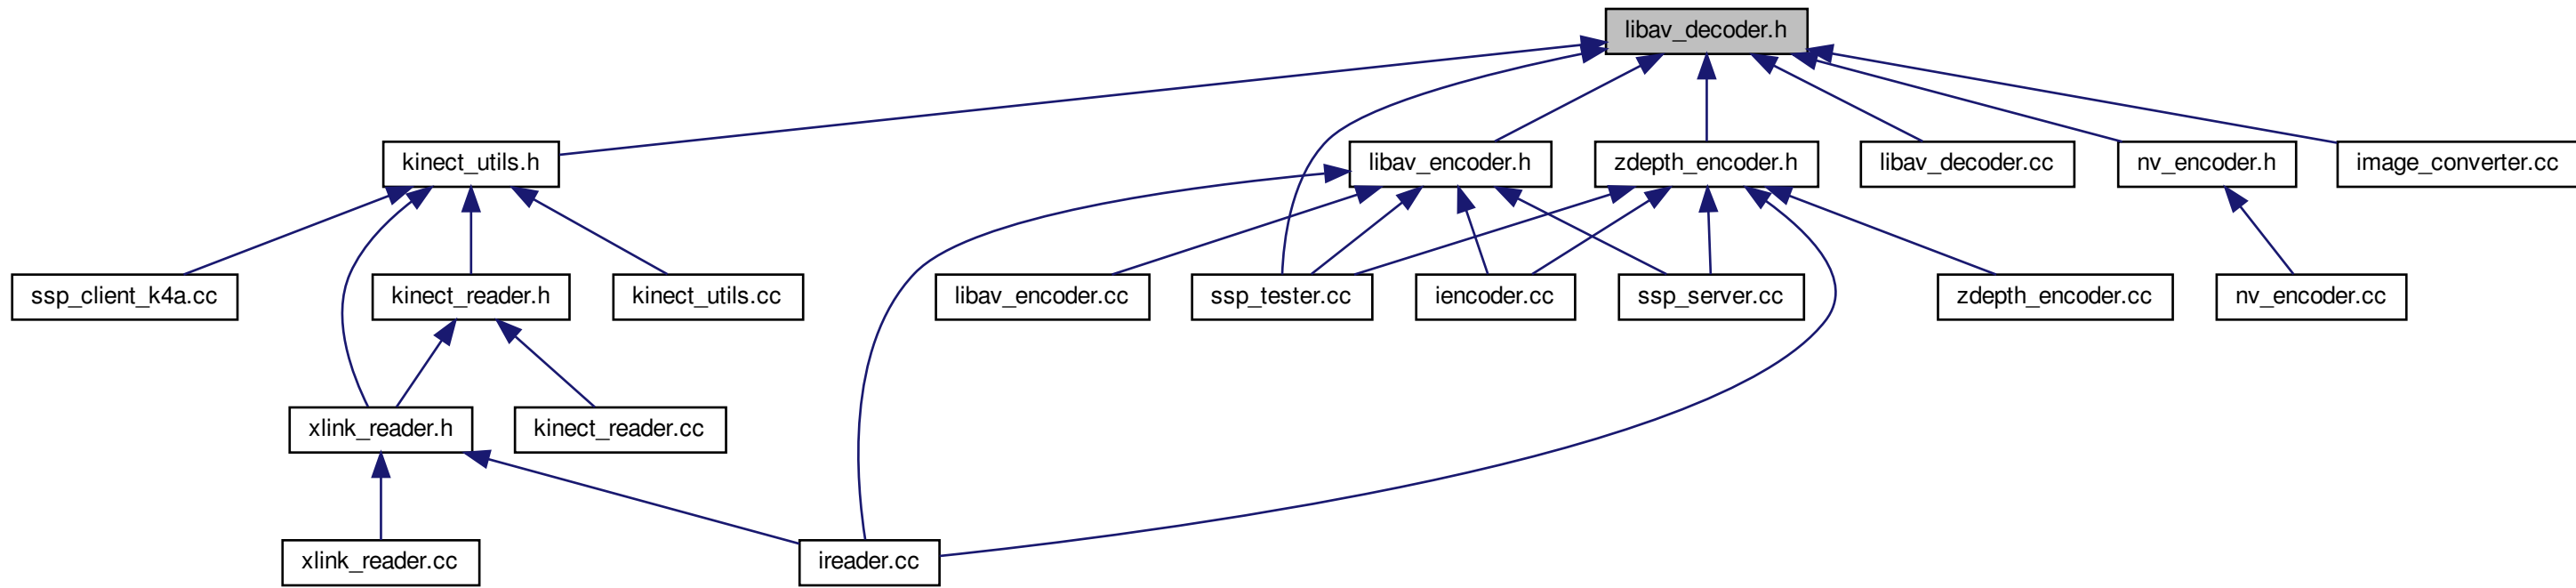 libav_decoder.h
kinect_utils.h
libav_encoder.h
zdepth_encoder.h
libav_decoder.cc
nv_encoder.h
image_converter.cc
ssp_client_k4a.cc
kinect_reader.h
kinect_utils.cc
libav_encoder.cc
ssp_tester.cc
iencoder.cc
ssp_server.cc
zdepth_encoder.cc
nv_encoder.cc
xlink_reader.h
kinect_reader.cc
xlink_reader.cc
ireader.cc